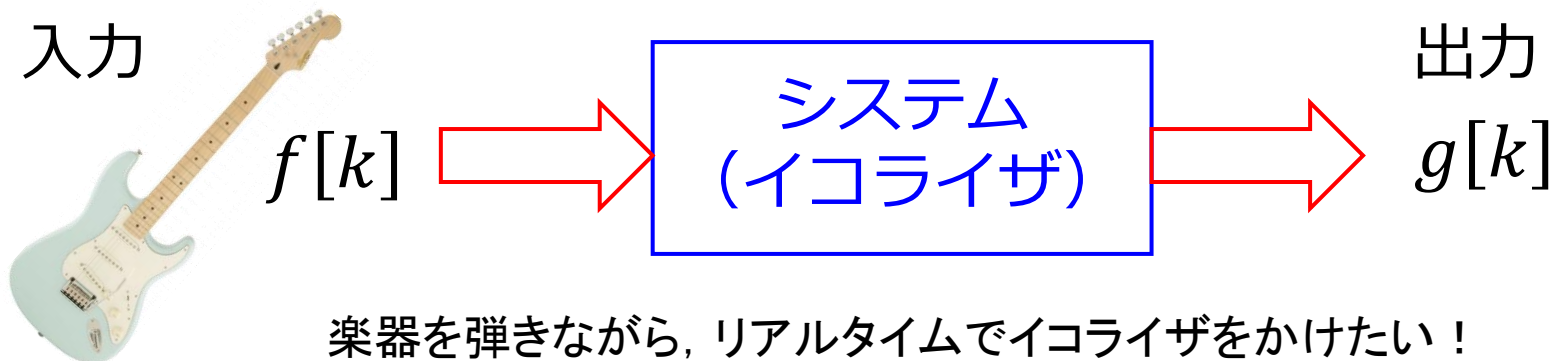 入力
f[k]
システム
(イコライザ)
出力
g[k]
楽器を弾きながら, リアルタイムでイコライザをかけたい!